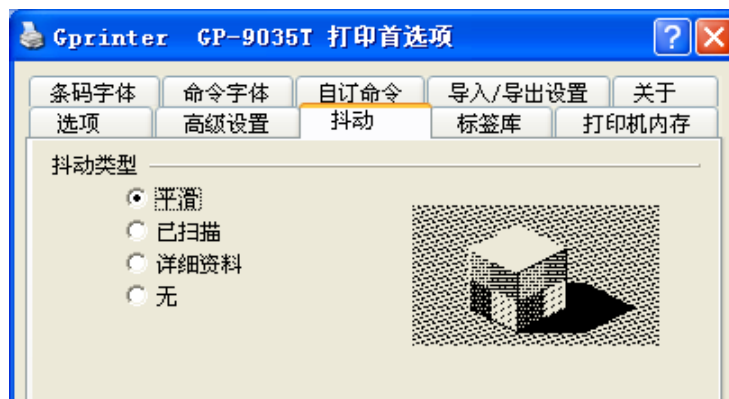 Gprinter GP-9035T 打印首选项
条码字体 命令字体 自订命令 导入/导出设置 关于
选项 高级设置 抖动 标签库 打印机内存
抖动类型
平滑
已扫描
详细资料
无